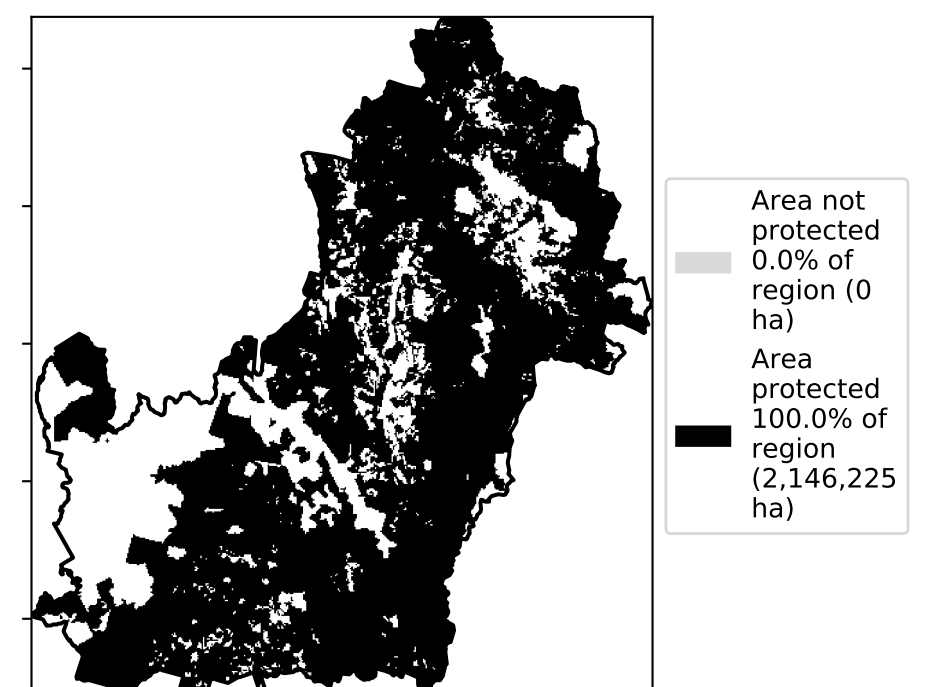 Area not
protected
0.0% of
region (0
ha)
Area
protected
100.0% of
region
(2,146,225
ha)